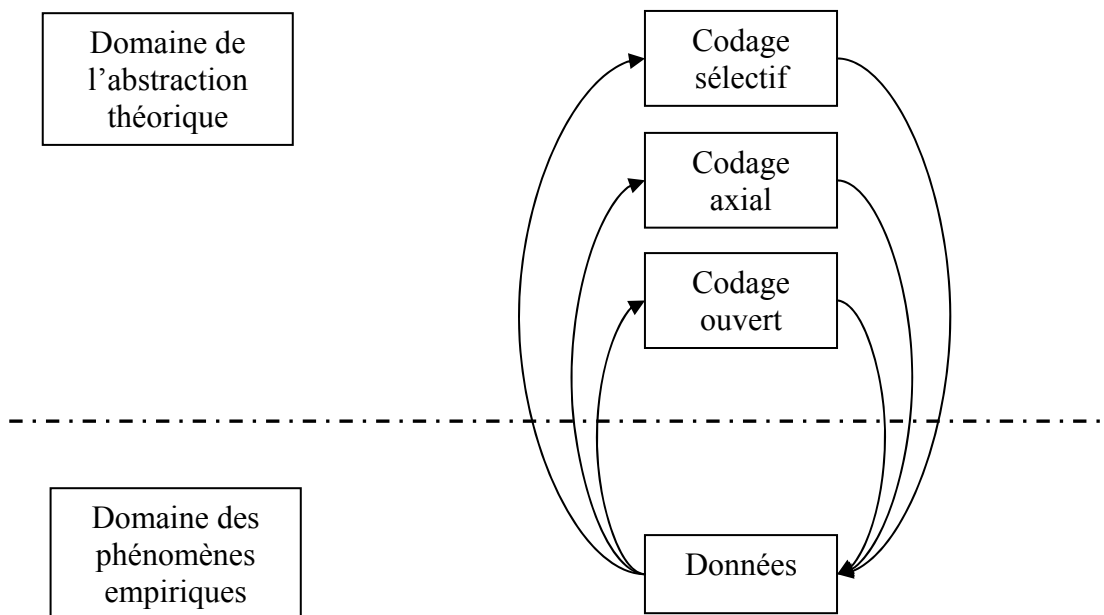 Domaine de
l’abstraction
théorique
Codage
sélectif
Codage
axial
Codage
ouvert
Domaine des
phénomènes
empiriques
Données